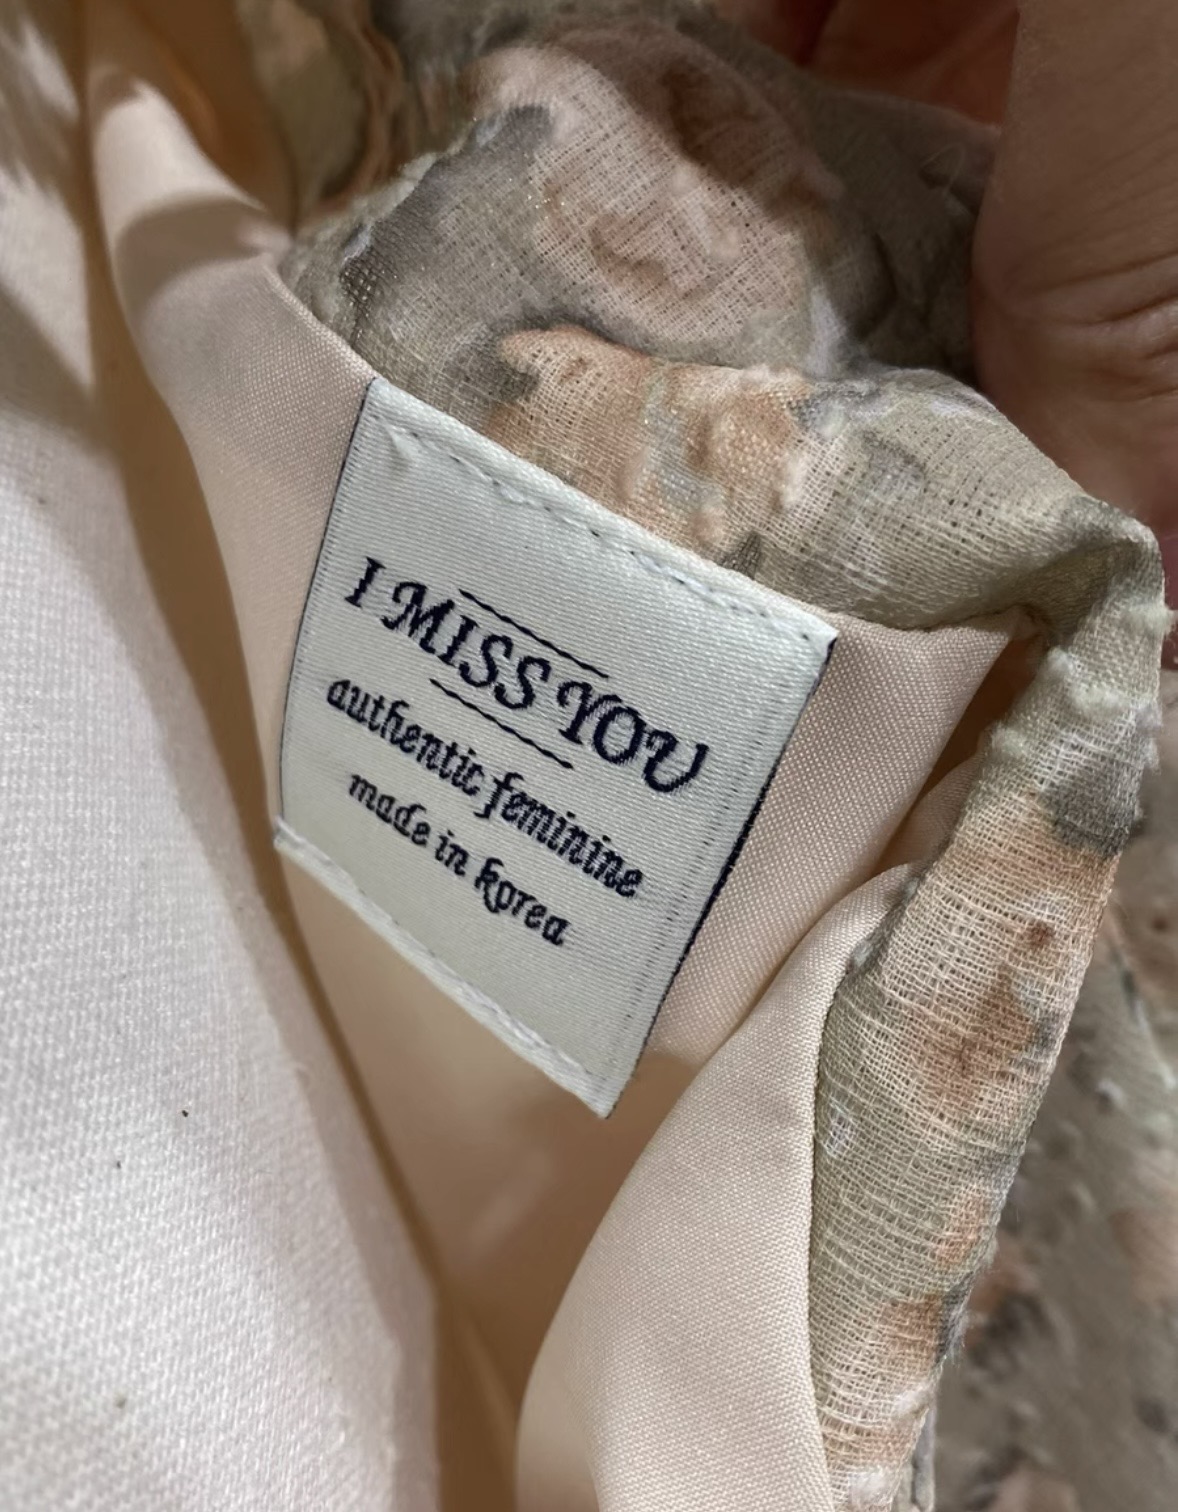 I MISS YOU
authentic feminine
made in korea